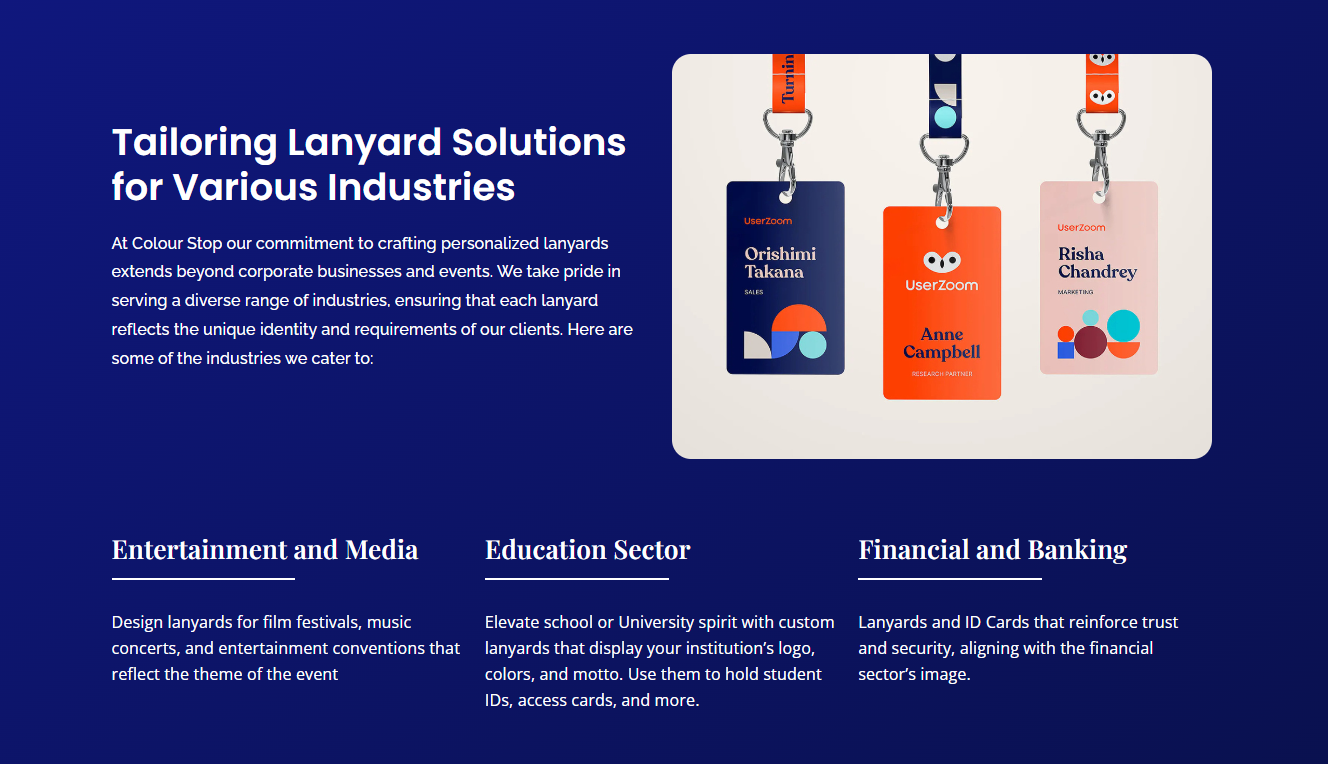 Tailoring Lanyard Solutions
for Various Industries
At Colour Stop our commitment to crafting personalized lanyards
extends beyond corporate businesses and events. We take pride in
serving a diverse range of industries, ensuring that each lanyard
reflects the unique identity and requirements of our clients. Here are
some of the industries we cater to:
Turnin
UserZoom
Orishimi
Takana
SALES
UserZoom
Anne
Campbell
RESEARCH PARTNER
UserZoom
Risha
Chandrey
MARKETING
Entertainment and Media
Design lanyards for film festivals, music
concerts, and entertainment conventions that
reflect the theme of the event
Education Sector
Elevate school or University spirit with custom
lanyards that display your institution’s logo,
colors, and motto. Use them to hold student
IDs, access cards, and more.
Financial and Banking
Lanyards and ID Cards that reinforce trust
and security, aligning with the financial
sector’s image.